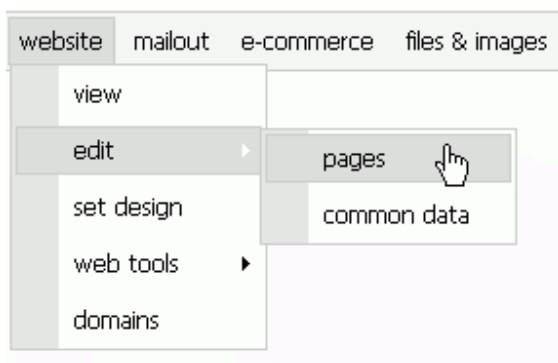 website mailout e-commerce files & images
view
edit
pages
set design
common data
web tools
domains